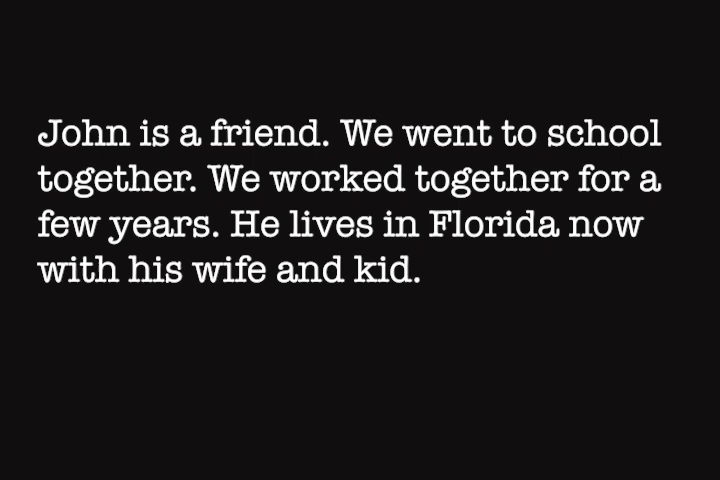 John is a friend. We went to school
together. We worked together for a
few years. He lives in Florida now
with his wife and kid.